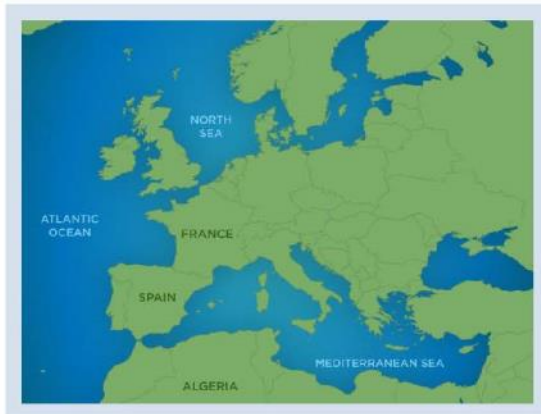 NORTH
SEA
ATLANTIC
OCEAN
FRANCE
SPAIN
MEDITERRANEAN SEA
ALGERIA